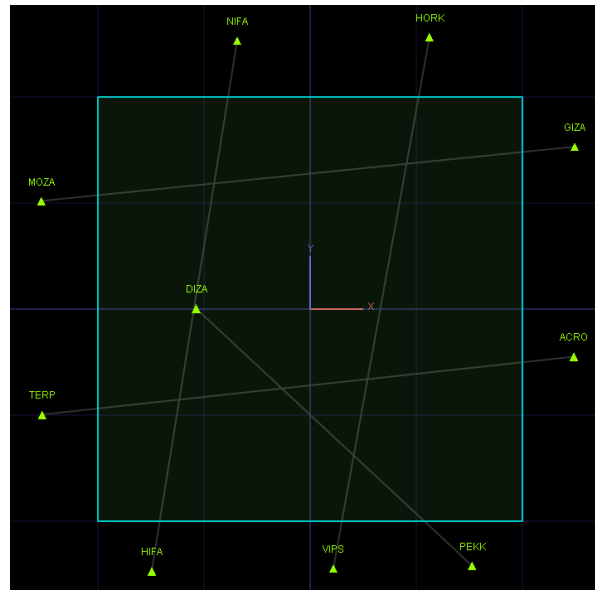 HORK
NIFA
GIZA
MOZA
Y
DIZA
X
ACRO
TERP
VIPS
PEKK
HIFA